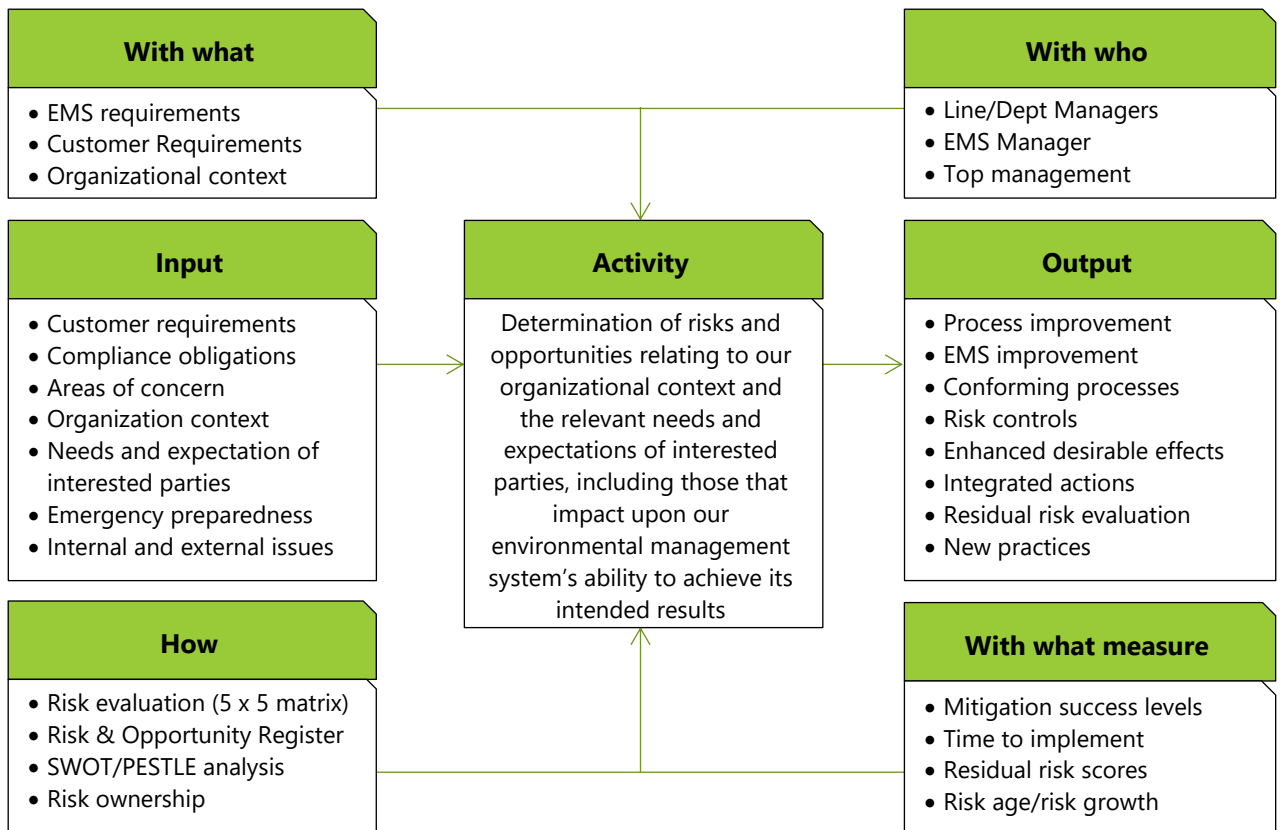 With what
• EMS requirements
• Customer Requirements
• Organizational context
With who
• Line/Dept Managers
• EMS Manager
• Top management
Input
• Customer requirements
• Compliance obligations
• Areas of concern
• Organization context
• Needs and expectation of
interested parties
• Emergency preparedness
• Internal and external issues
Activity
Determination of risks and
opportunities relating to our
organizational context and
the relevant needs and
expectations of interested
parties, including those that
impact upon our
environmental management
system’s ability to achieve its
intended results
Output
• Process improvement
• EMS improvement
• Conforming processes
• Risk controls
• Enhanced desirable effects
• Integrated actions
• Residual risk evaluation
• New practices
How
• Risk evaluation (5 x 5 matrix)
• Risk & Opportunity Register
• SWOT/PESTLE analysis
• Risk ownership
With what measure
• Mitigation success levels
• Time to implement
• Residual risk scores
• Risk age/risk growth